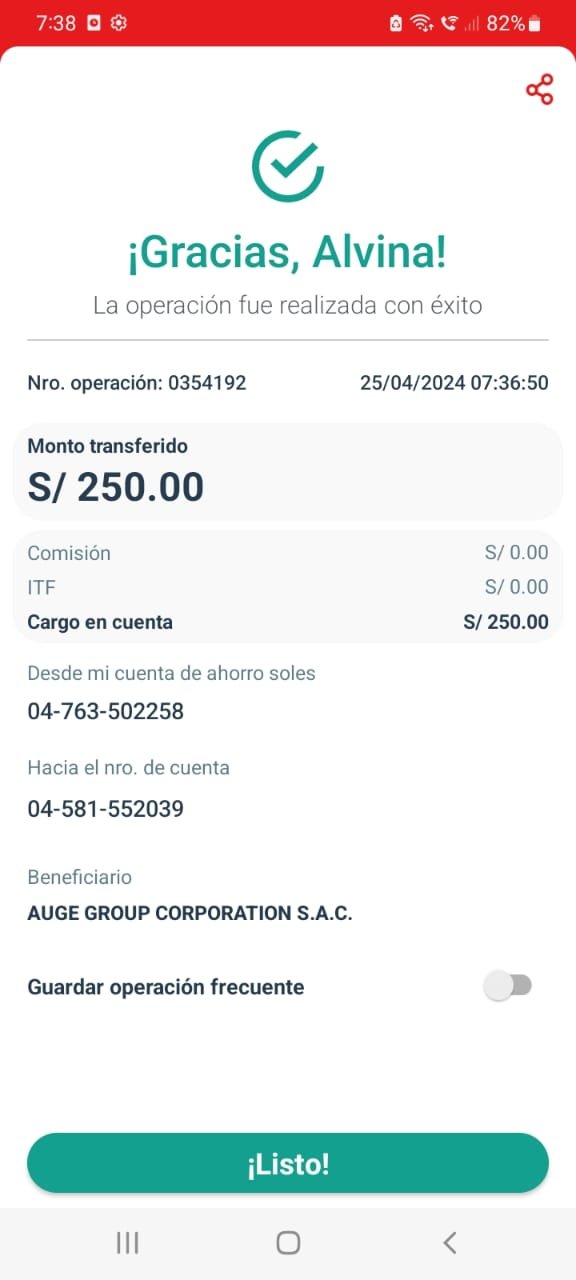 7:38 82%
¡Gracias, Alvina!
La operación fue realizada con éxito
Nro. operación: 0354192 25/04/2024 07:36:50
Monto transferido
S/ 250.00
Comisión S/ 0.00
ITF S/ 0.00
Cargo en cuenta S/ 250.00
Desde mi cuenta de ahorro soles
04-763-502258
Hacia el nro. de cuenta
04-581-552039
Beneficiario
AUGE GROUP CORPORATION S.A.C.
Guardar operación frecuente
¡Listo!